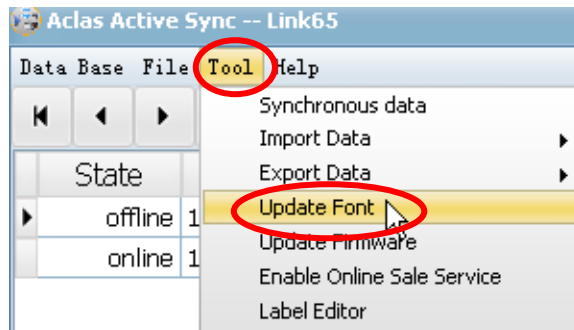 Aclas Active Sync -- Link65
Data Base File Tool Help
Synchronous data
Import Data
State Export Data
offline 1 Update Font
Update Firmware
online 1 Enable Online Sale Service
Label Editor